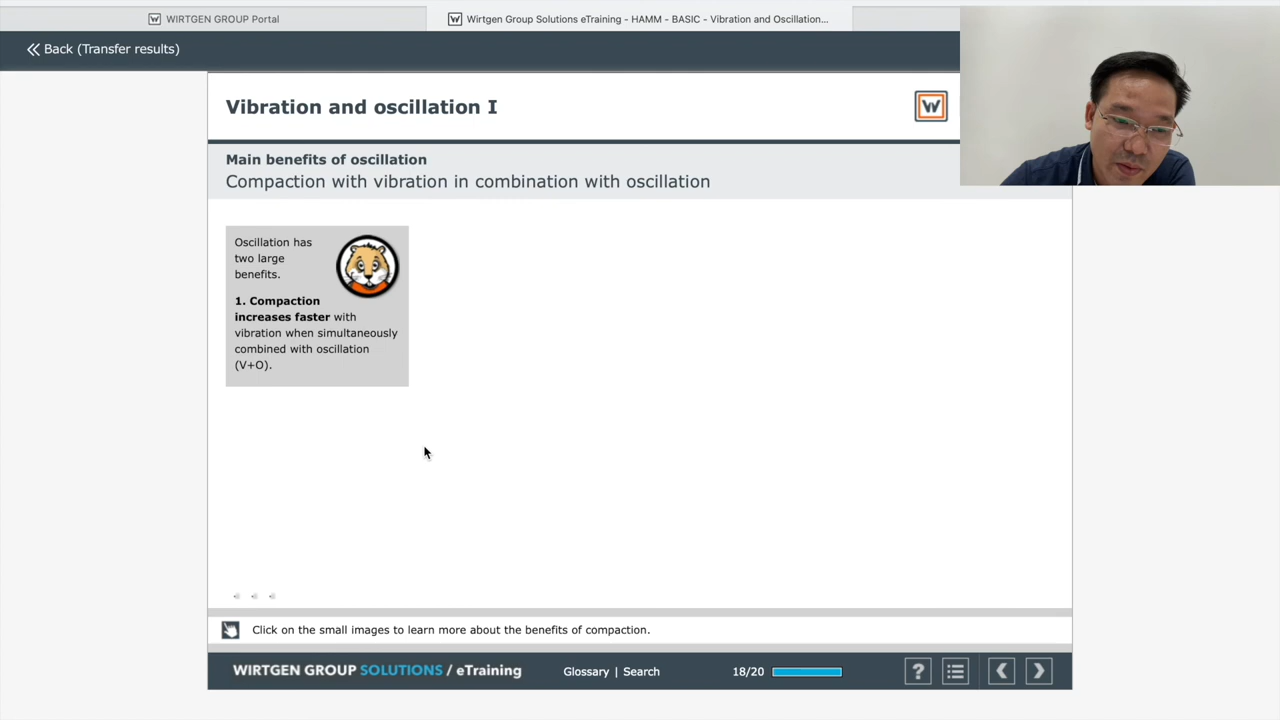 WIRTGEN GROUP Portal
Wirtgen Group Solutions eTraining - HAMM - BASIC - Vibration and Oscillation...
Back (Transfer results)
Vibration and oscillation I
W
Main benefits of oscillation
Compaction with vibration in combination with oscillation
Oscillation has
two large
benefits.
1. Compaction
increases faster with
vibration when simultaneously
combined with oscillation
(V+O).
Click on the small images to learn more about the benefits of compaction.
WIRTGEN GROUP SOLUTIONS / eTraining
Glossary | Search
18/20
?